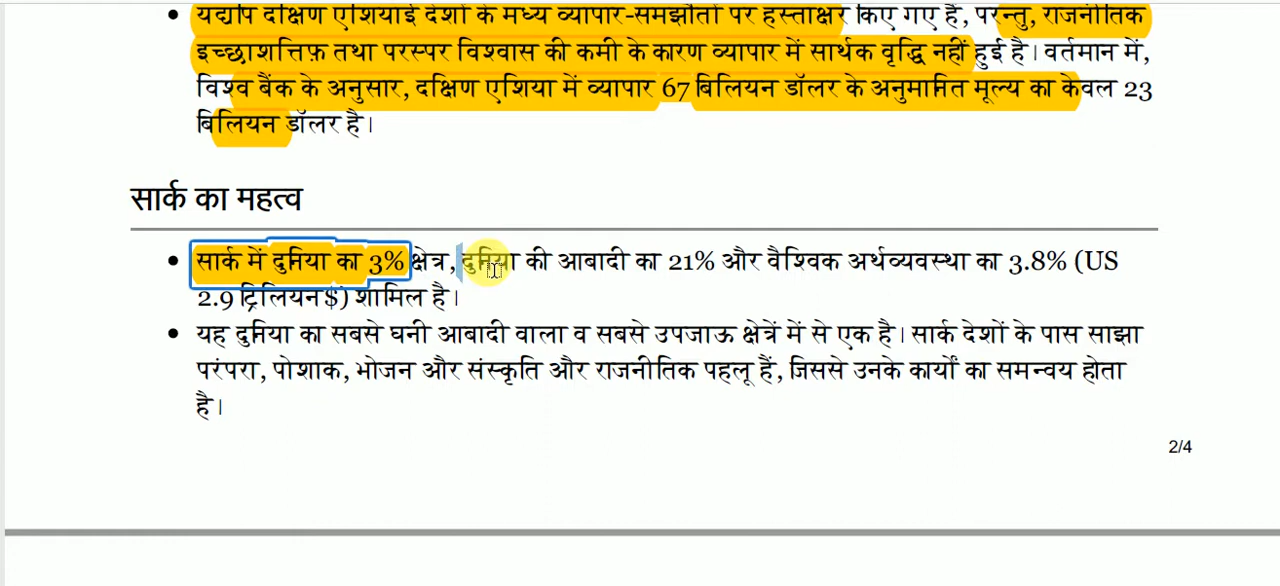 यद्यपि दक्षिण एशियाई देशों के मध्य व्यापार-समझौतों पर हस्ताक्षर किए गए हैं, परन्तु, राजनीतिक
इच्छाशत्तिफ़ तथा परस्पर विश्वास की कमी के कारण व्यापार में सार्थक वृद्धि नहीं हुई है। वर्तमान में,
विश्व बैंक के अनुसार, दक्षिण एशिया में व्यापार 67 बिलियन डॉलर के अनुमानित मूल्य का केवल 23
बिलियन डॉलर है।
सार्क का महत्व
सार्क में दुनिया का 3% क्षेत्र, दुनिया की आबादी का 21% और वैश्विक अर्थव्यवस्था का 3.8% (US
2.9 ट्रिलियन$) शामिल है।
यह दुनिया का सबसे घनी आबादी वाला व सबसे उपजाऊ क्षेत्रें में से एक है। सार्क देशों के पास साझा
परंपरा, पोशाक, भोजन और संस्कृति और राजनीतिक पहलू हैं, जिससे उनके कार्यों का समन्वय होता
है।
2/4